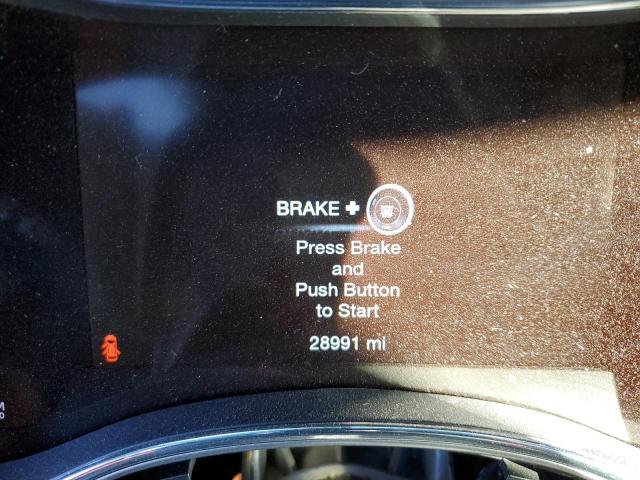 BRAKE +
Press Brake
and
Push Button
to Start
28991 mi